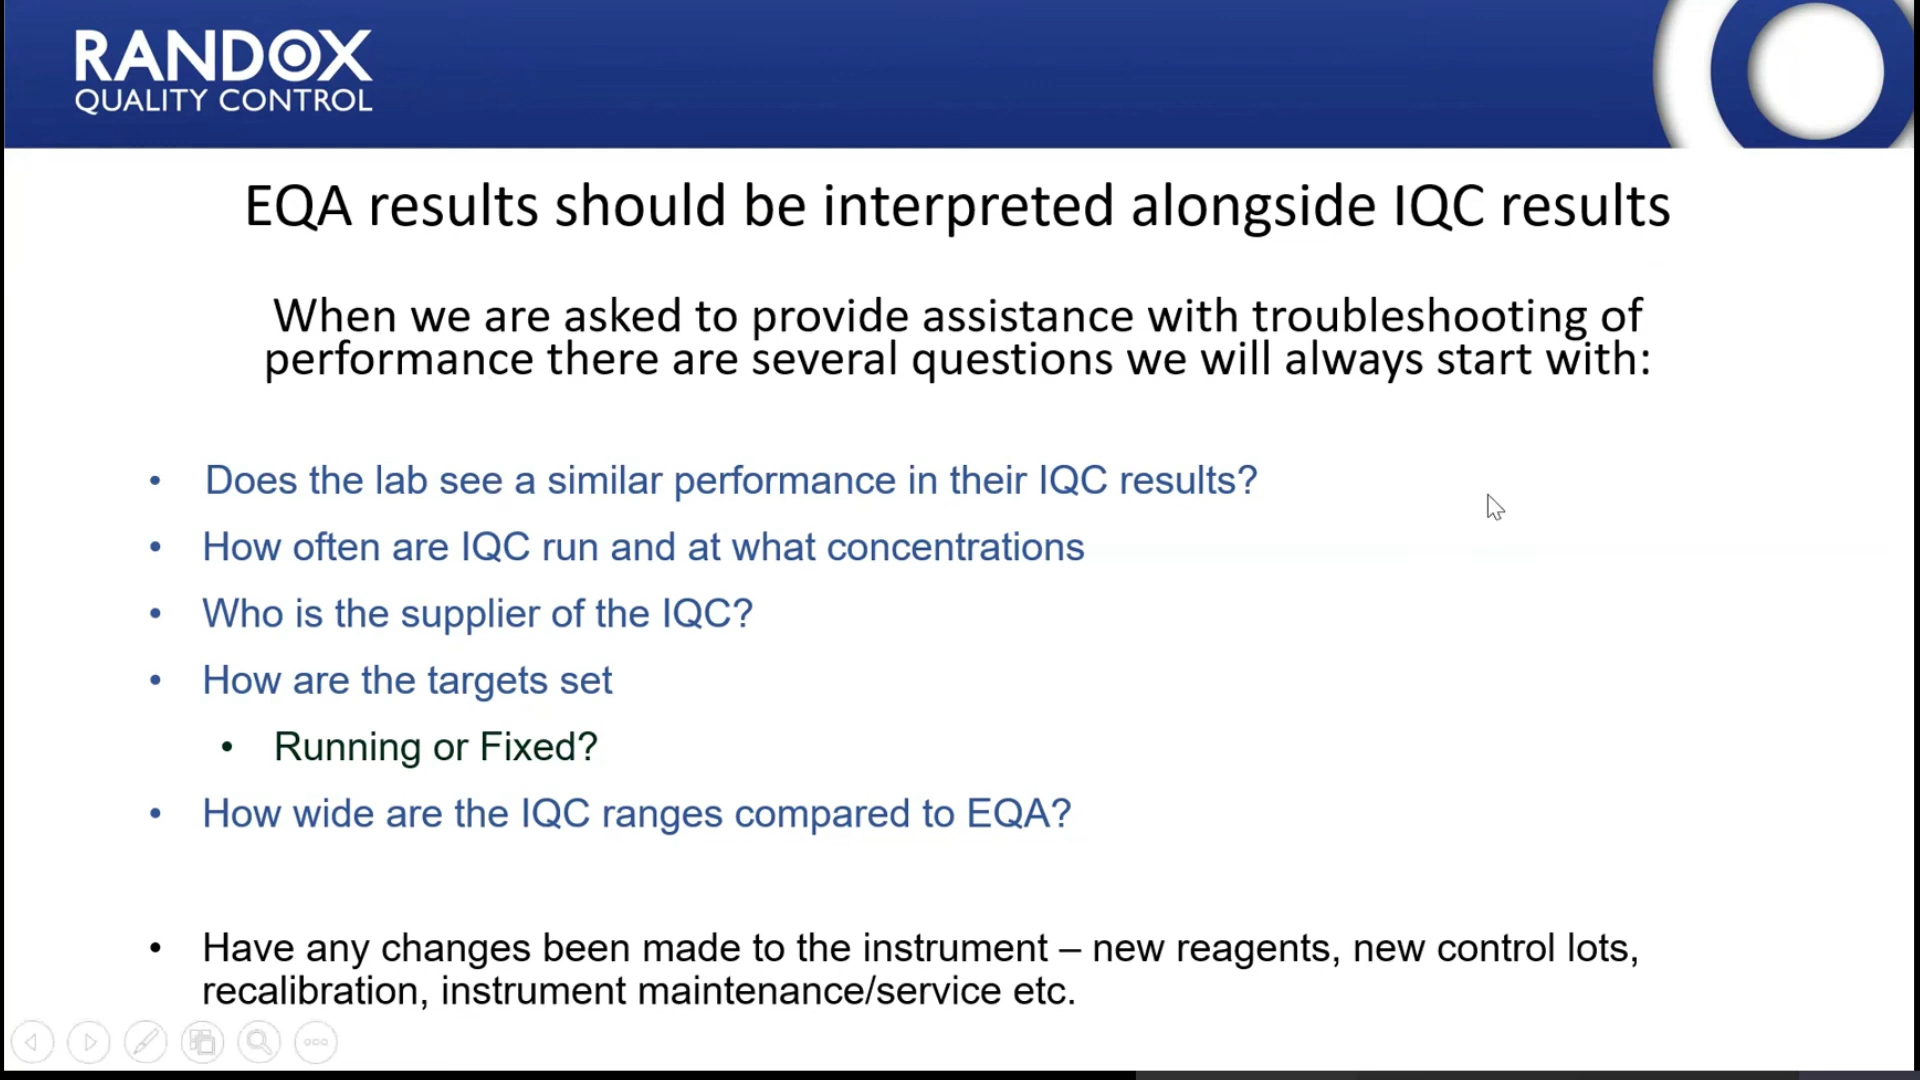 RANDOX
QUALITY CONTROL
EQA results should be interpreted alongside IQC results
When we are asked to provide assistance with troubleshooting of
performance there are several questions we will always start with:
• Does the lab see a similar performance in their IQC results?
• How often are IQC run and at what concentrations
• Who is the supplier of the IQC?
• How are the targets set
• Running or Fixed?
• How wide are the IQC ranges compared to EQA?
• Have any changes been made to the instrument – new reagents, new control lots,
recalibration, instrument maintenance/service etc.